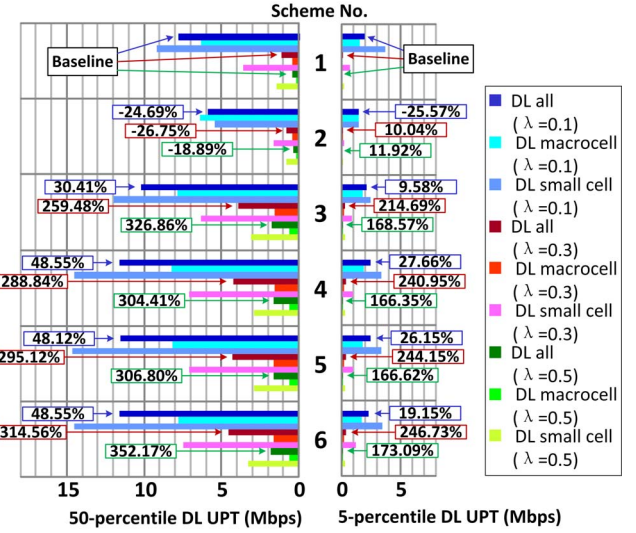 Scheme No.
Baseline
1
Baseline
-24.69%
-26.75%
-18.89%
2
-25.57%
10.04%
11.92%
30.41%
259.48%
326.86%
3
9.58%
214.69%
168.57%
48.55%
288.84%
304.41%
4
27.66%
240.95%
166.35%
48.12%
295.12%
306.80%
5
26.15%
244.15%
166.62%
48.55%
314.56%
352.17%
6
19.15%
246.73%
173.09%
15 10 5 0
0 5
50-percentile DL UPT (Mbps)
5-percentile DL UPT (Mbps)
DL all
(λ=0.1)
DL macrocell
(λ=0.1)
DL small cell
(λ=0.1)
DL all
(λ=0.3)
DL macrocell
(λ=0.3)
DL small cell
(λ=0.3)
DL all
(λ=0.5)
DL macrocell
(λ=0.5)
DL small cell
(λ=0.5)